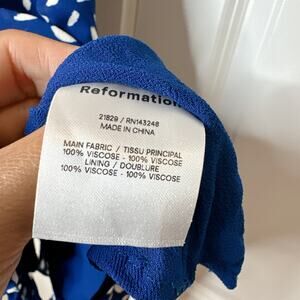 Reformation
21829 / RN143248
MADE IN CHINA
MAIN FABRIC / TISSU PRINCIPAL
100% VISCOSE - 100% VISCOSE
LINING / DOUBLURE
100% VISCOSE - 100% VISCOSE